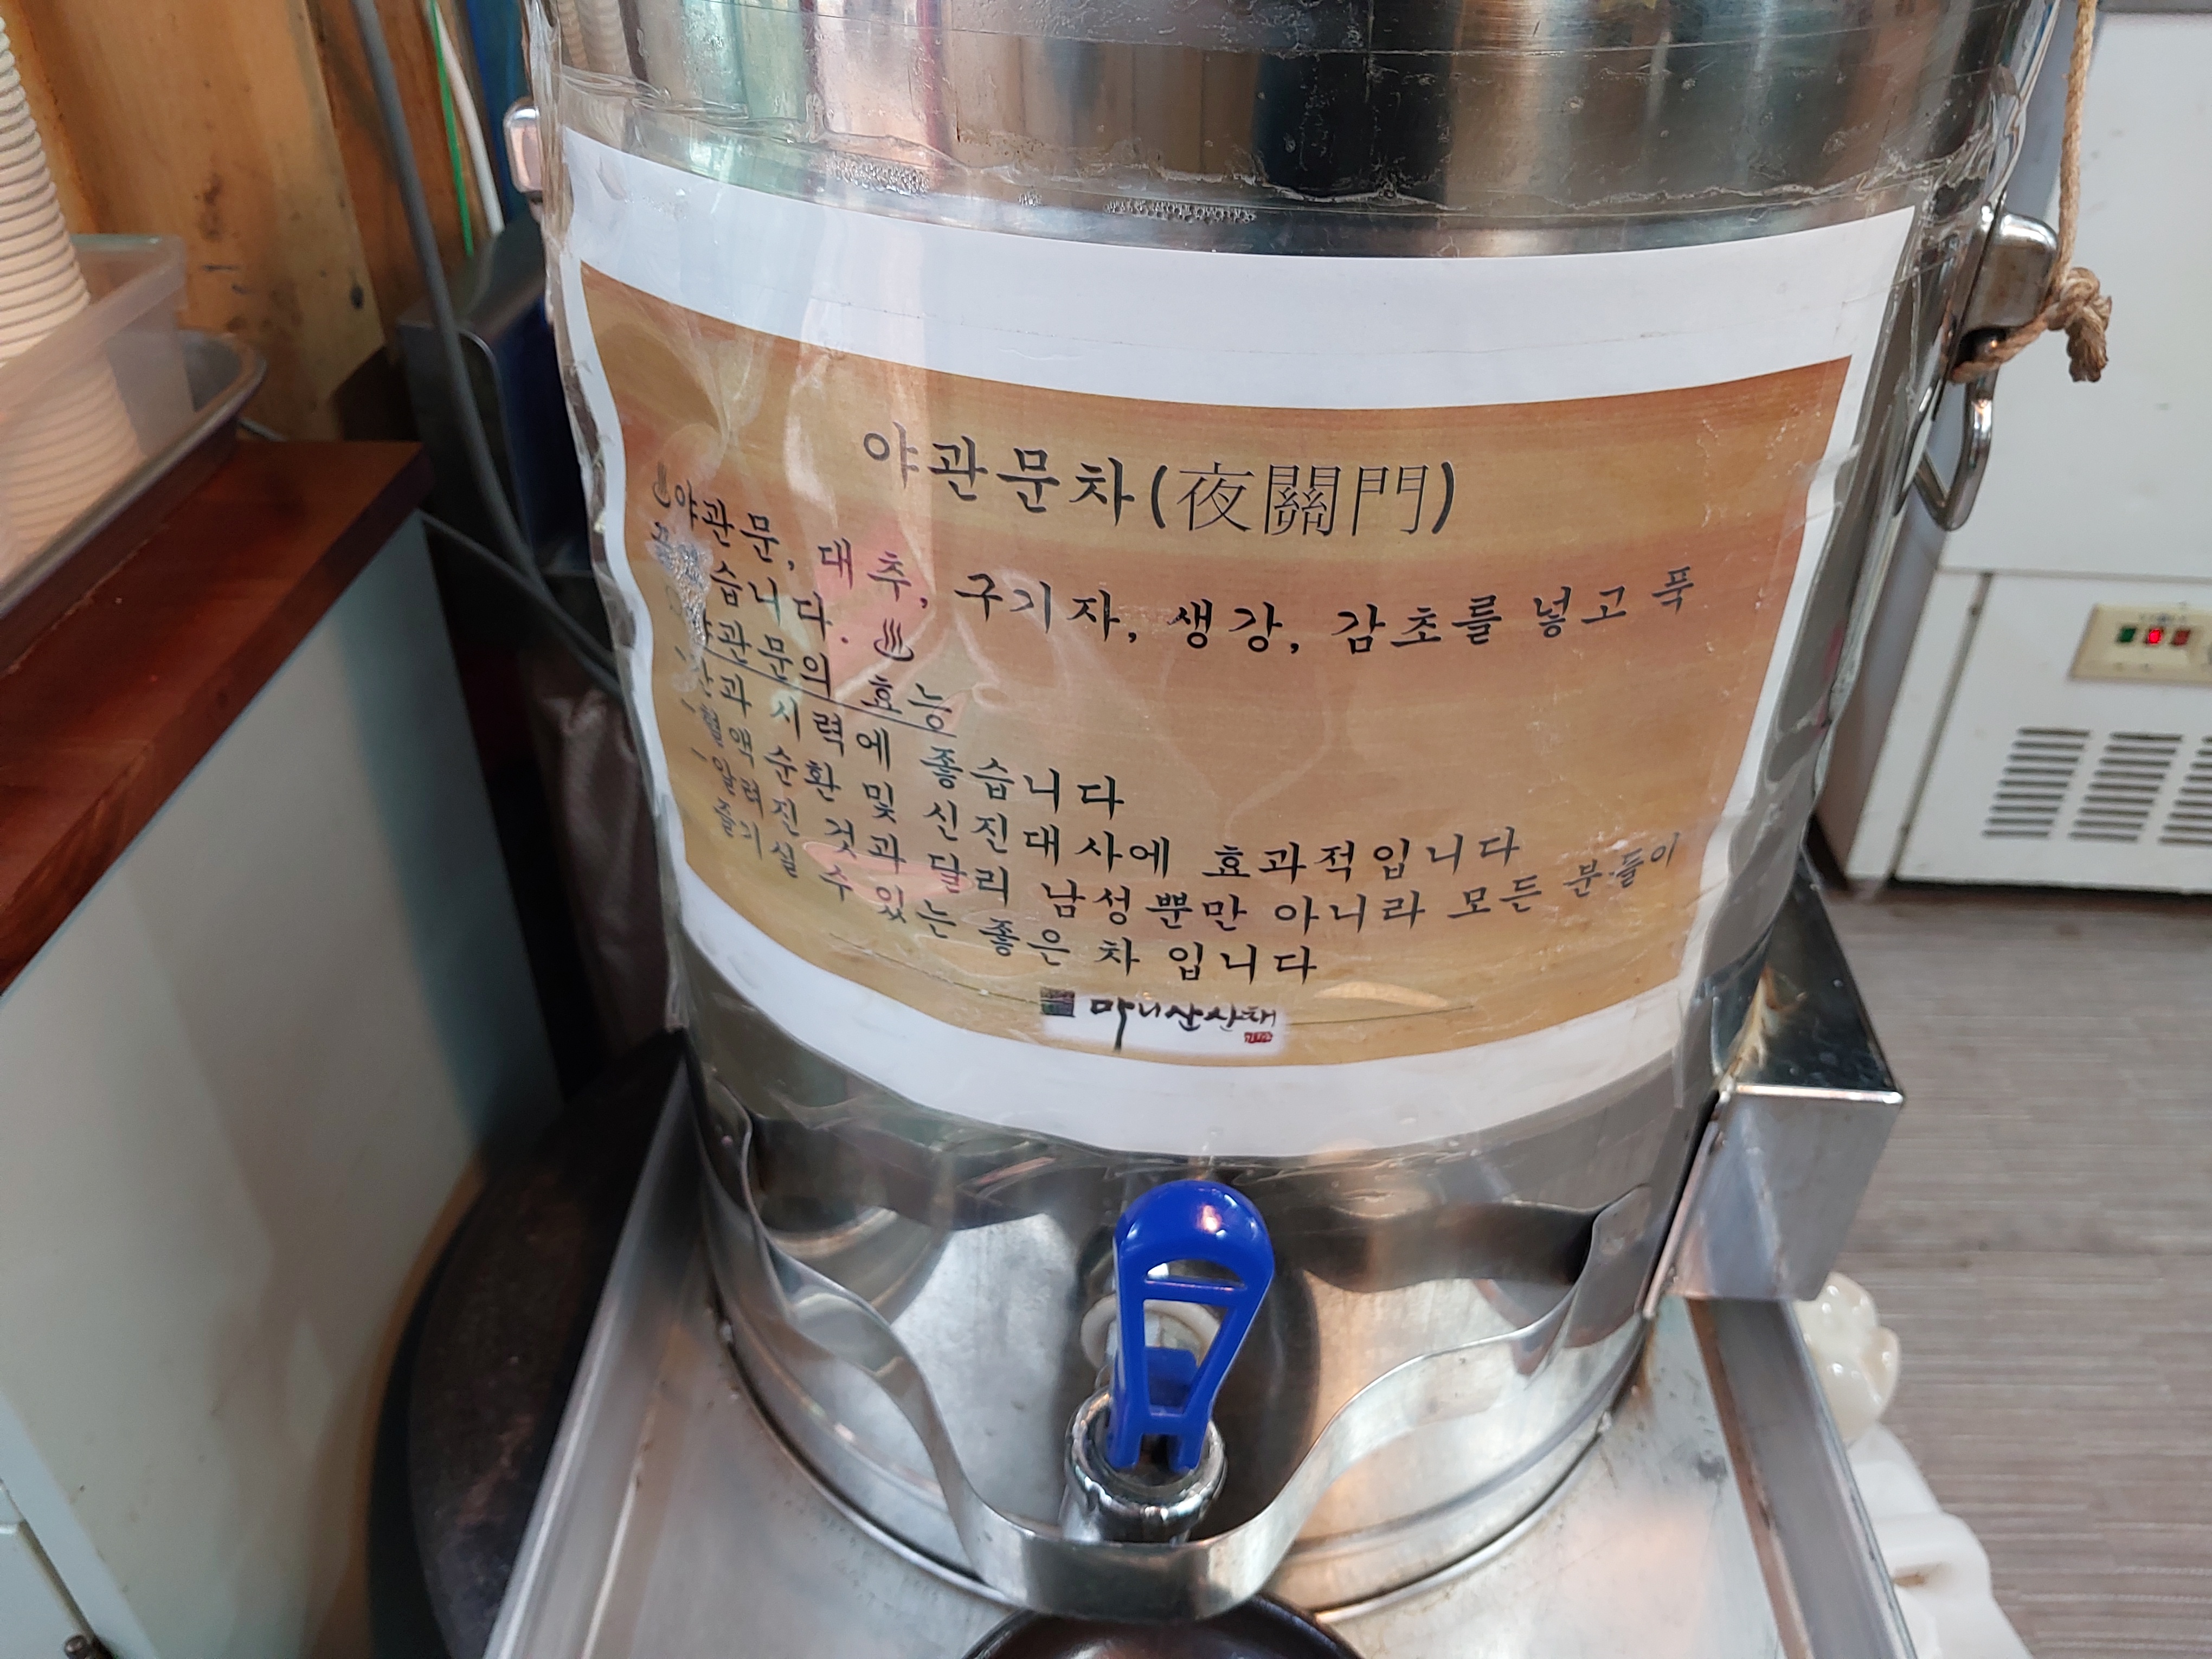 야관문차(夜關門)
♨야관문, 대추, 구기자, 생강, 감초를 넣고 푹
습니다. ♨
야관문의 효능
과 시력에 좋습니다
-혈액 순환 및 신진대사에 효과적입니다
-알려진 것과 달리 남성뿐만 아니라 모든 분들이
즐기실 수 있는 좋은 차 입니다
마니산산채